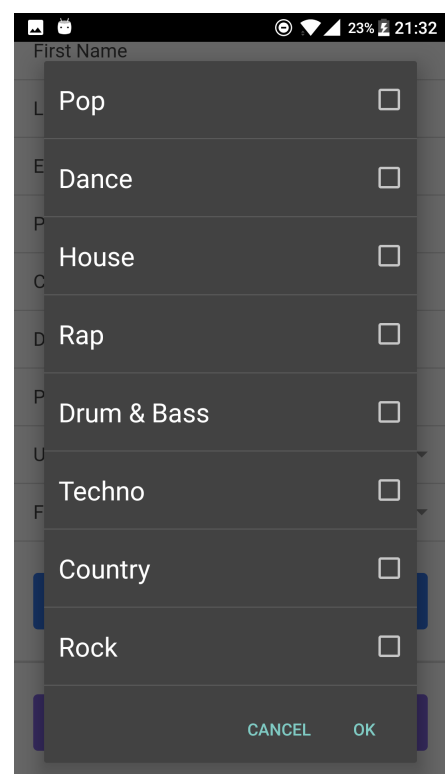 23% 21:32
First Name
L
Pop
E
Dance
P
House
C
Rap
D
P
Drum & Bass
U
Techno
F
Country
Rock
CANCEL OK